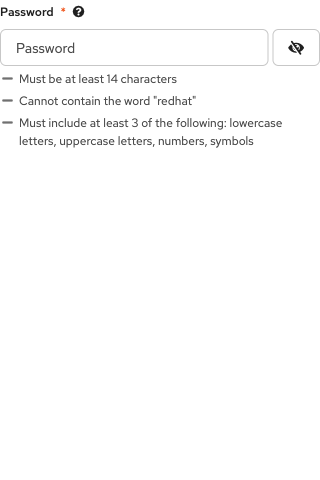 Password *
Password
Must be at least 14 characters
Cannot contain the word "redhat"
Must include at least 3 of the following: lowercase
letters, uppercase letters, numbers, symbols